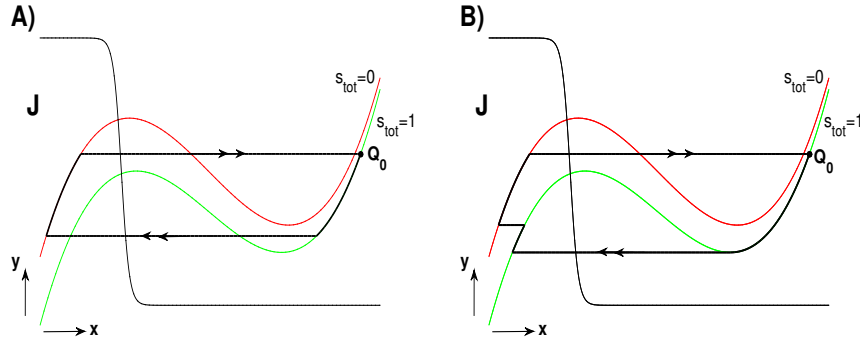 A)
s_tot=0
J
s_tot=1
Q_0
y
x
B)
s_tot=0
J
s_tot=1
Q_0
y
x